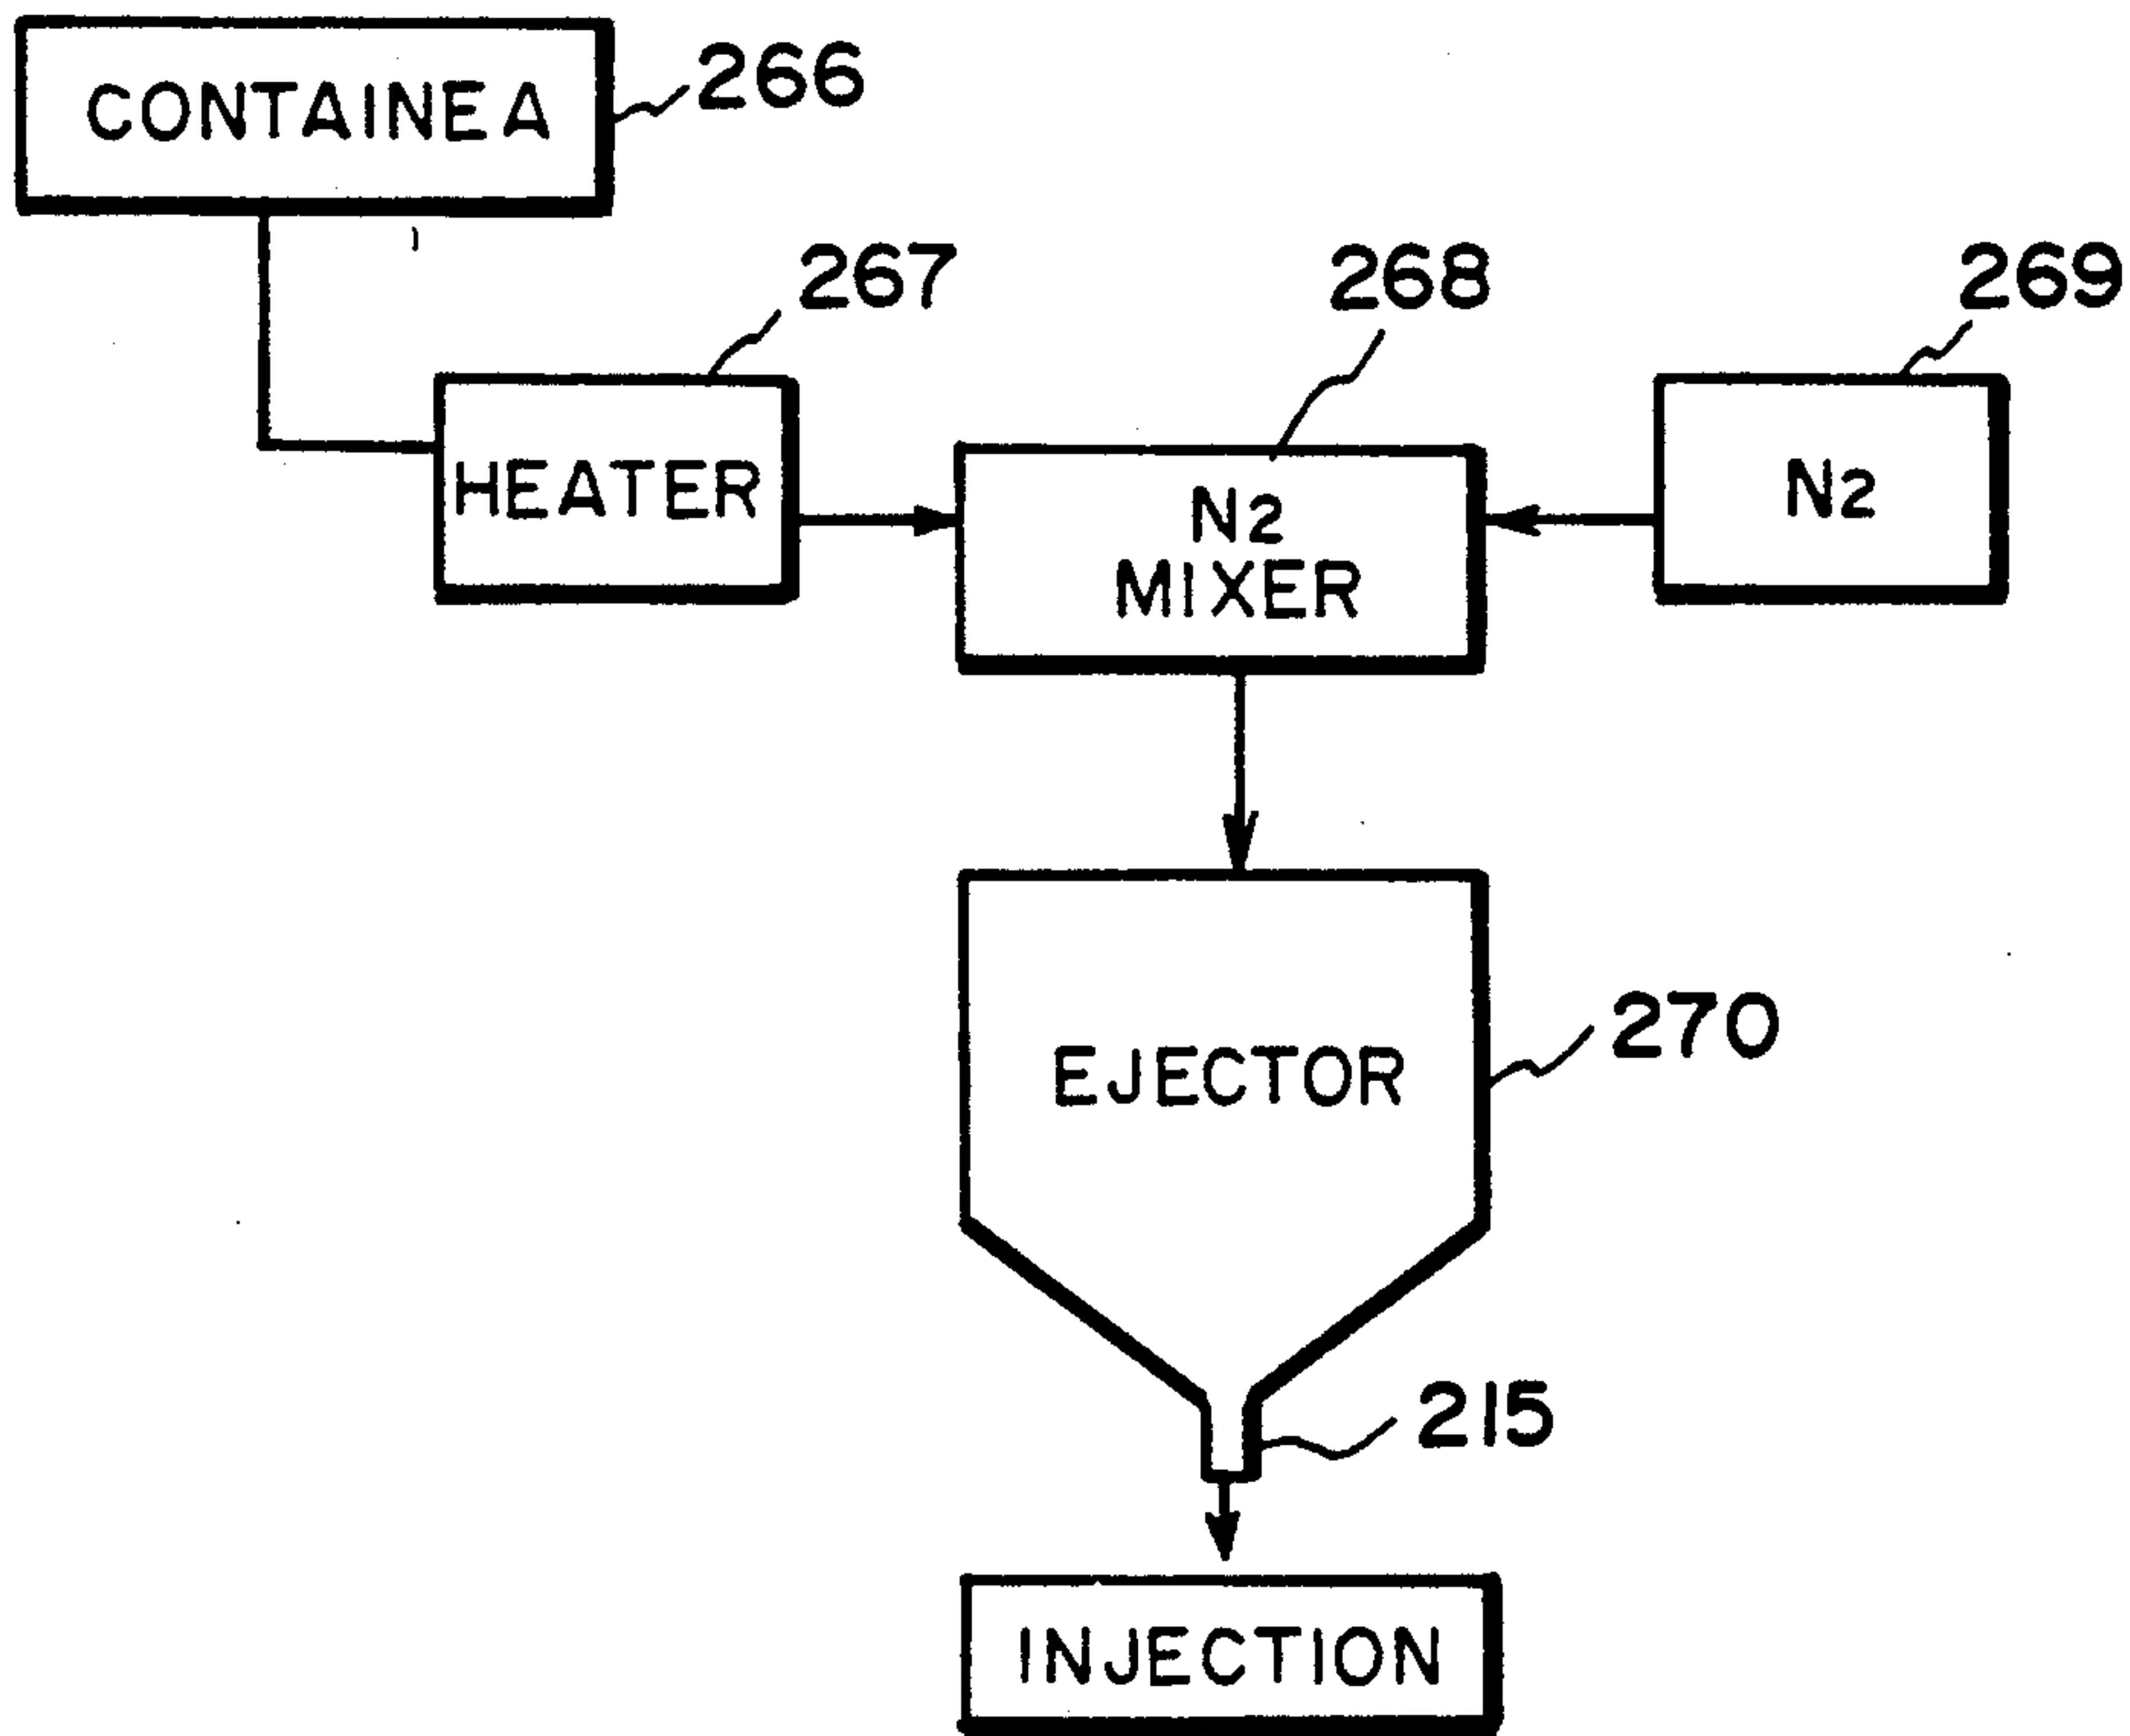 CONTAINEA
266
267
268
269
HEATER
N2
MIXER
N2
EJECTOR
270
215
INJECTION